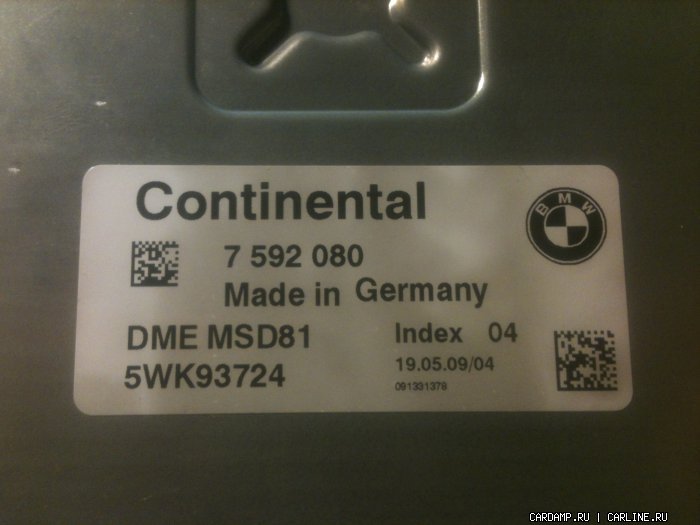 Continental
BMW
7 592 080
Made in Germany
DME MSD81
Index 04
5WK93724
19.05.09/04
091331378
CARDAMP.RU | CARLINE.RU